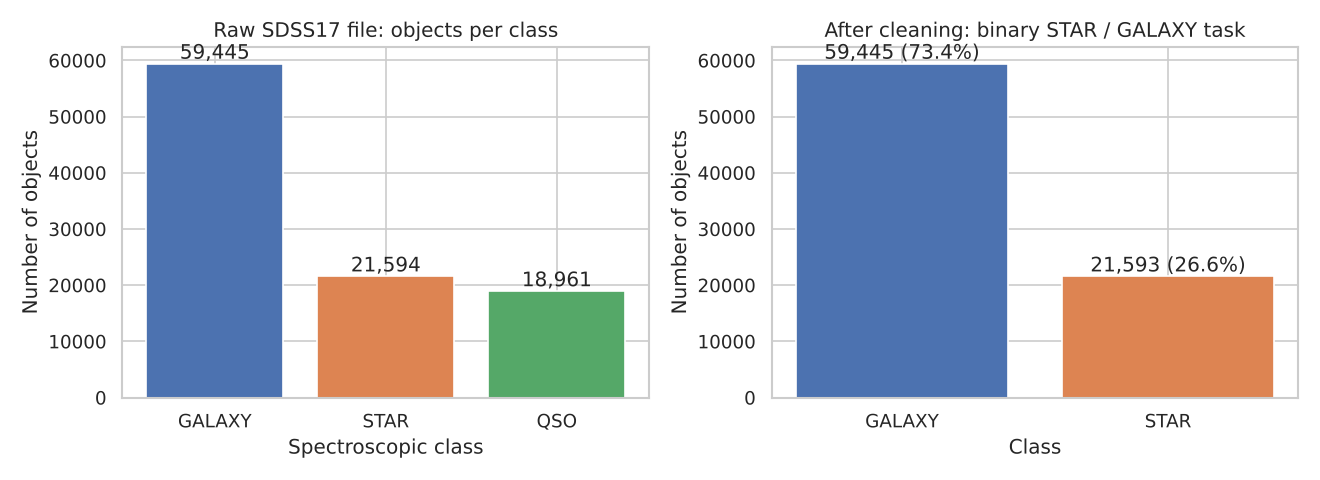 Raw SDSS17 file: objects per class
59,445
21,594
18,961
60000
50000
40000
30000
20000
10000
0
Number of objects
GALAXY
STAR
QSO
Spectroscopic class
After cleaning: binary STAR / GALAXY task
59,445 (73.4%)
21,593 (26.6%)
60000
50000
40000
30000
20000
10000
0
Number of objects
GALAXY
STAR
Class